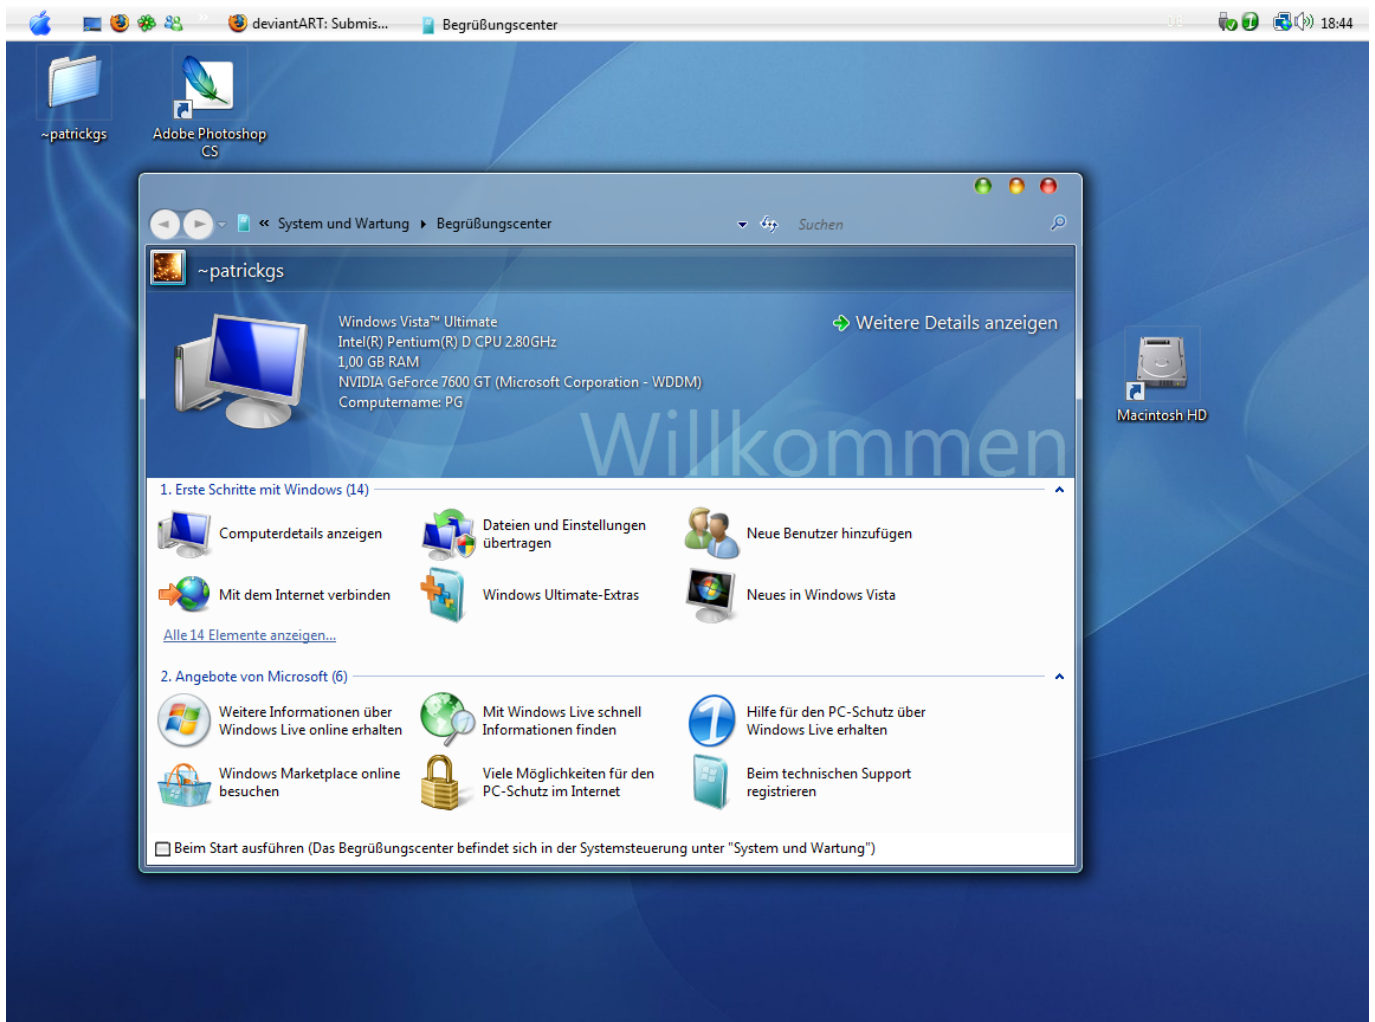 deviantART: Submis...
Begrüßungscenter
18:44
~patrickgs
Adobe Photoshop
CS
« System und Wartung
Begrüßungscenter
Suchen
~patrickgs
Windows Vista™ Ultimate
Intel(R) Pentium(R) D CPU 2.80GHz
1,00 GB RAM
NVIDIA GeForce 7600 GT (Microsoft Corporation - WDDM)
Computername: PG
Weitere Details anzeigen
Willkommen
Macintosh HD
1. Erste Schritte mit Windows (14)
Computerdetails anzeigen
Dateien und Einstellungen
übertragen
Neue Benutzer hinzufügen
Mit dem Internet verbinden
Windows Ultimate-Extras
Neues in Windows Vista
Alle 14 Elemente anzeigen...
2. Angebote von Microsoft (6)
Weitere Informationen über
Windows Live online erhalten
Mit Windows Live schnell
Informationen finden
Hilfe für den PC-Schutz über
Windows Live erhalten
Windows Marketplace online
besuchen
Viele Möglichkeiten für den
PC-Schutz im Internet
Beim technischen Support
registrieren
Beim Start ausführen (Das Begrüßungscenter befindet sich in der Systemsteuerung unter "System und Wartung")